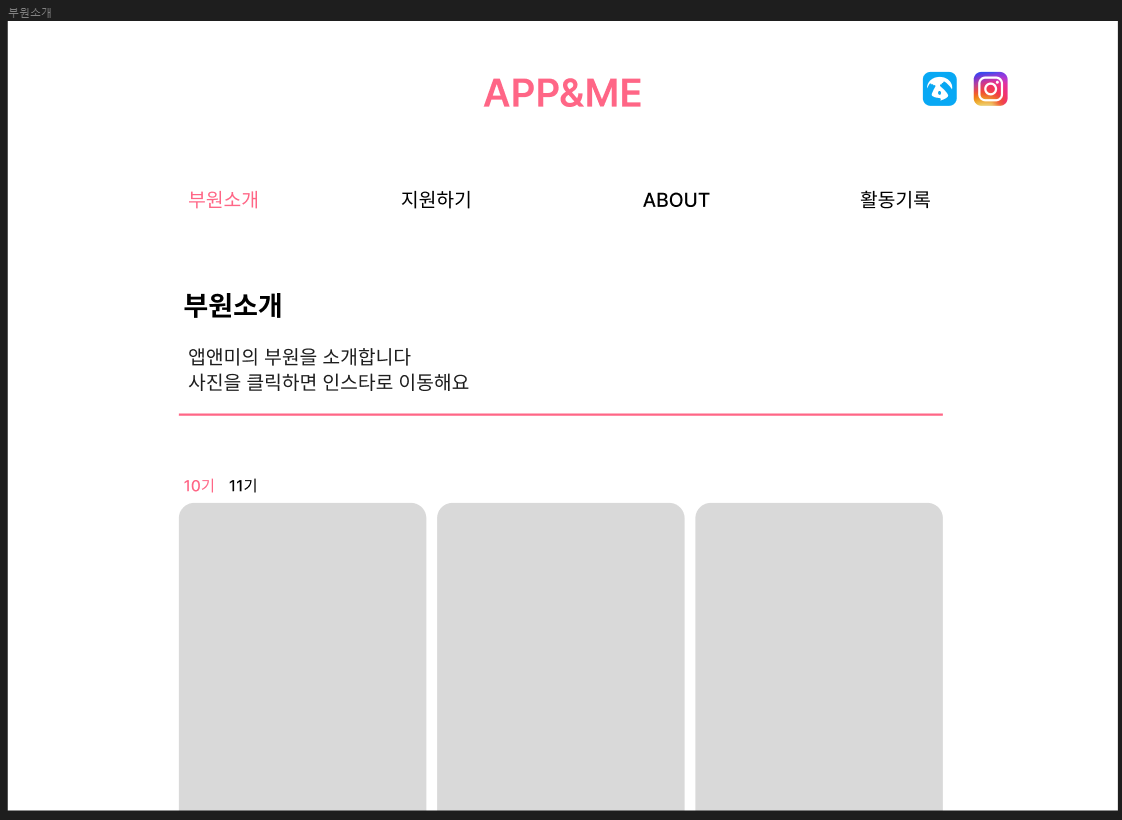 부원소개
APP&ME
부원소개 지원하기 ABOUT 활동기록
부원소개
앱앤미의 부원을 소개합니다
사진을 클릭하면 인스타로 이동해요
10기 11기